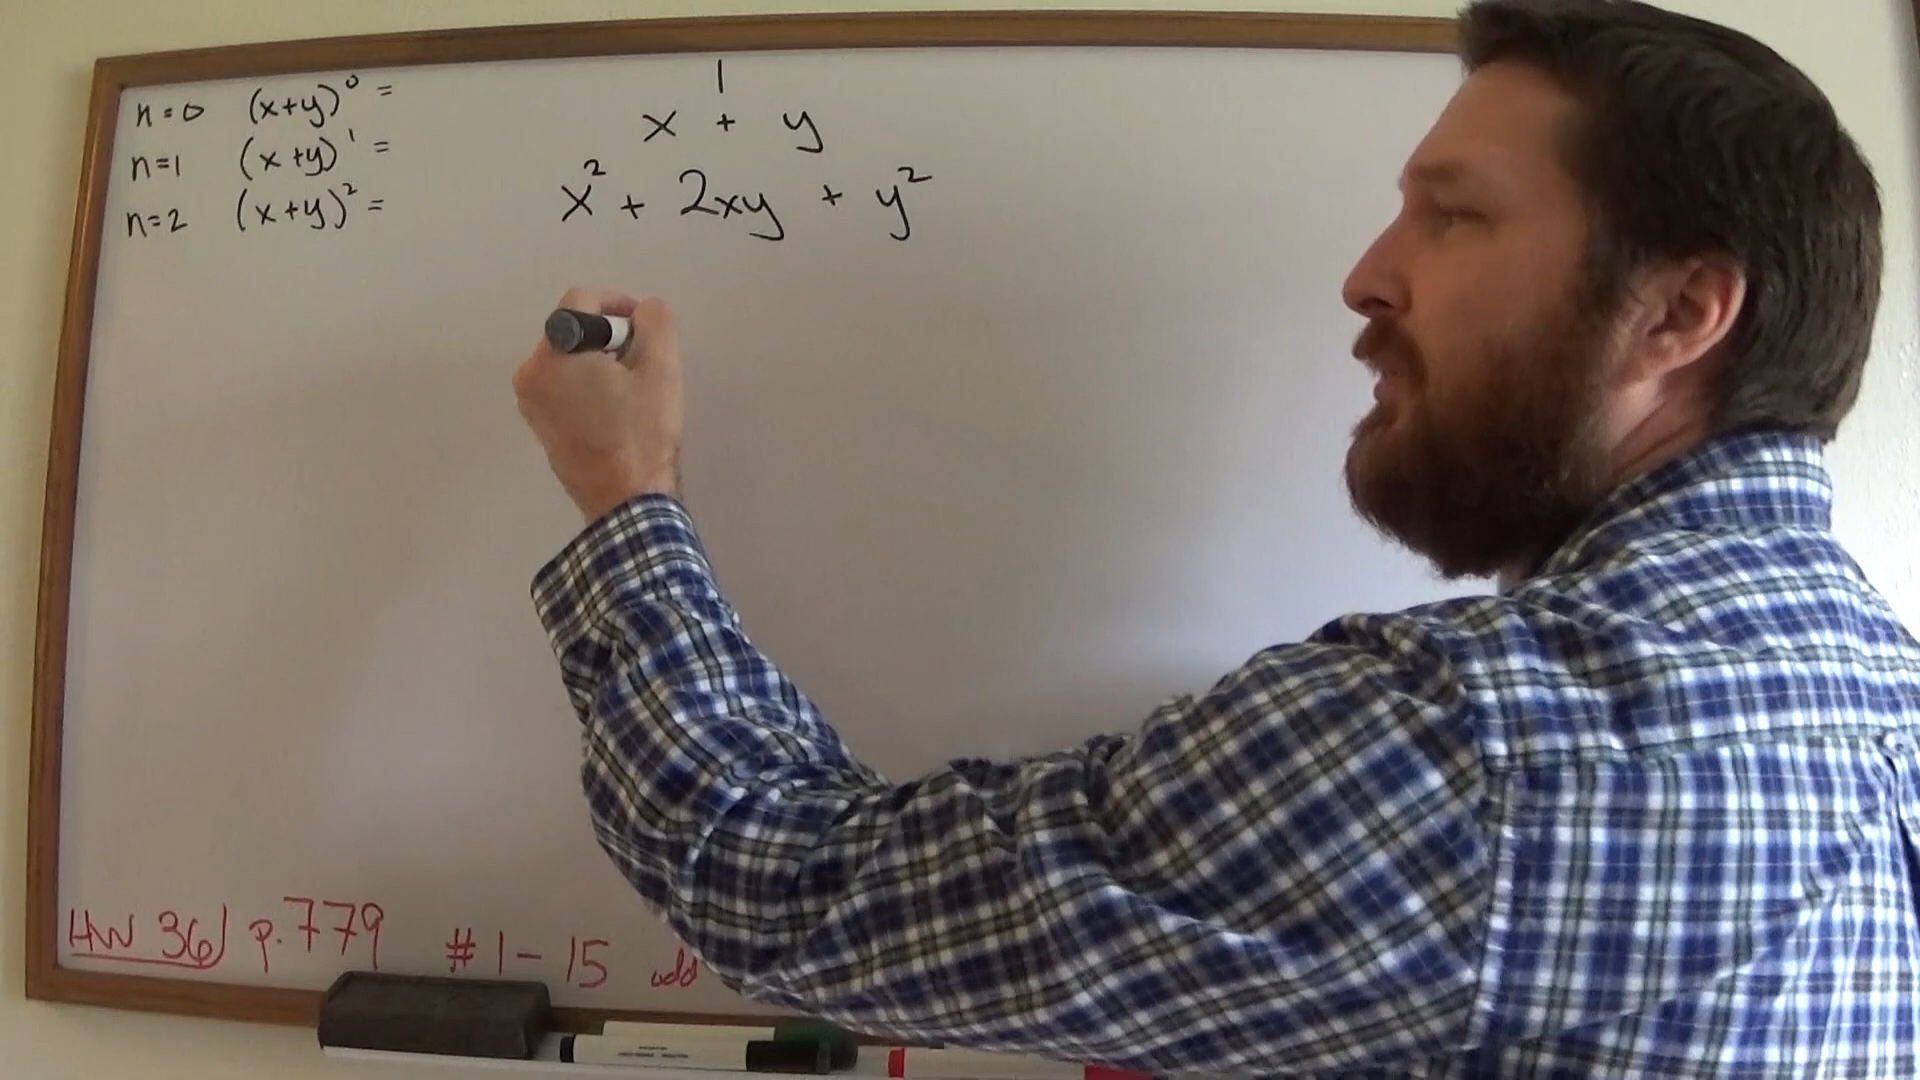 n=0 (x+y)⁰ = 1
n=1 (x+y)¹ = x + y
n=2 (x+y)² = x² + 2xy + y²
HW 36) p.779 #1-15 odd